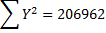 ∑Y² = 206962